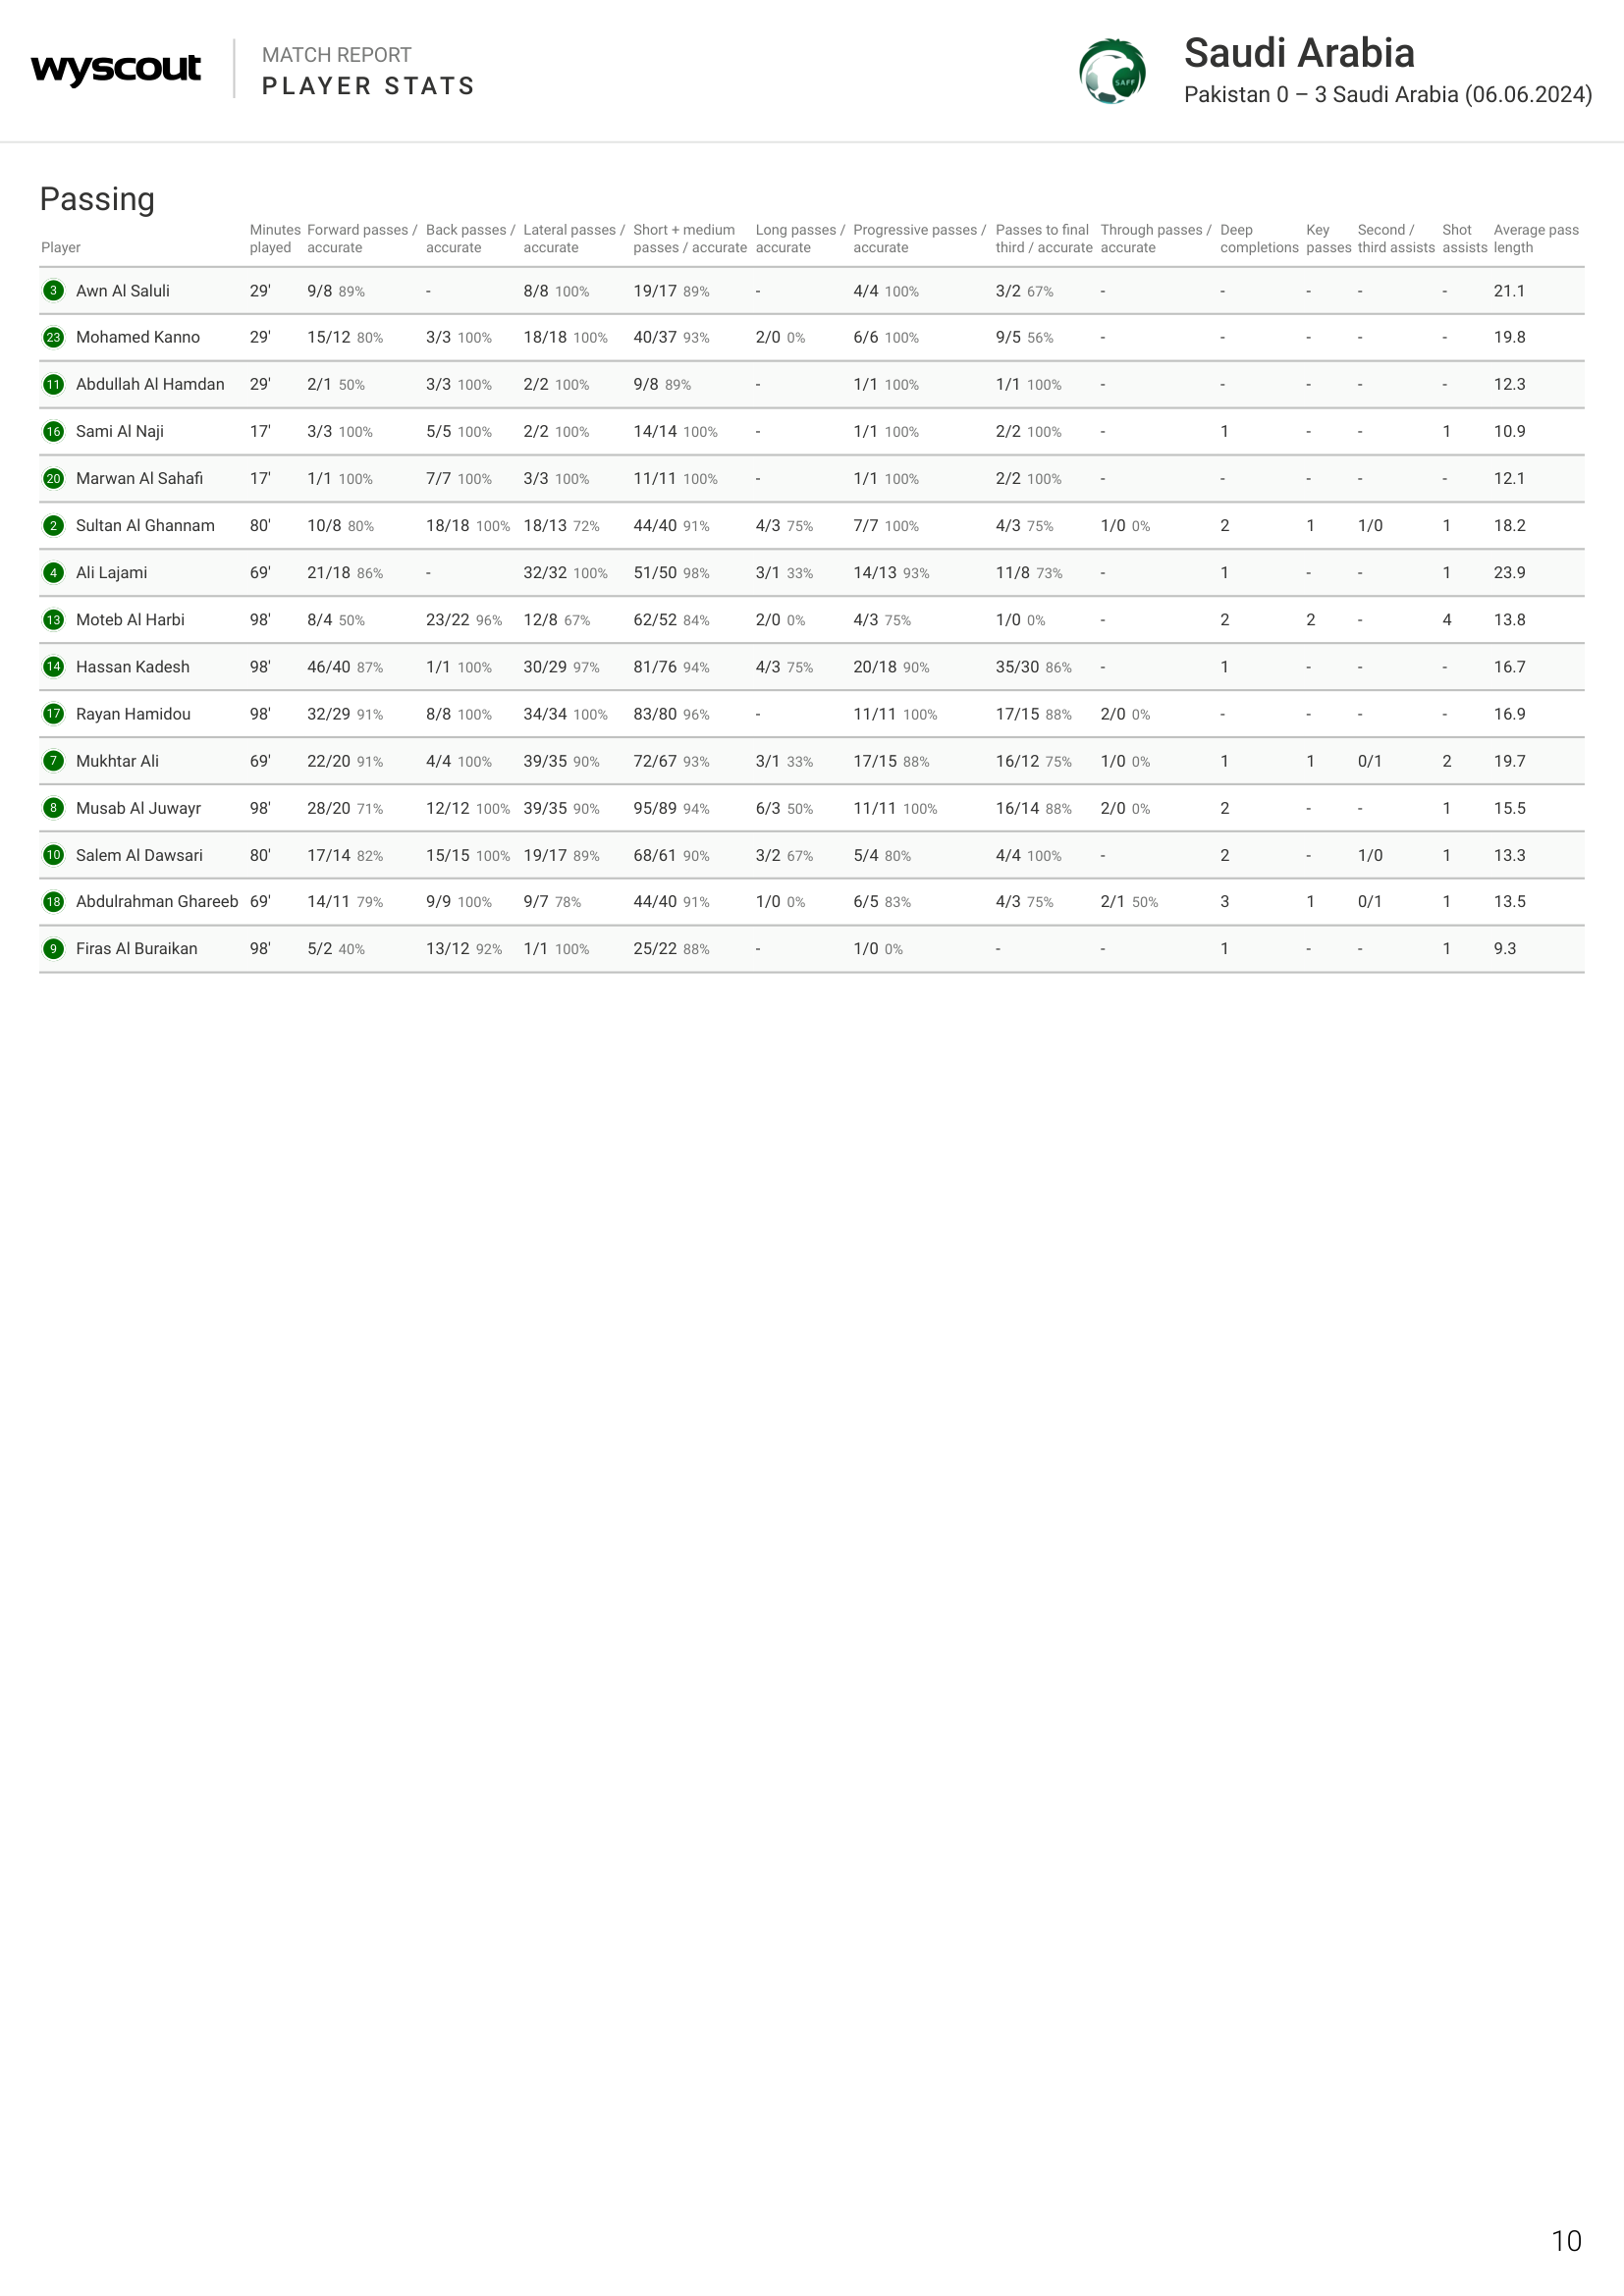 wyscout
MATCH REPORT
PLAYER STATS
SAFF
Saudi Arabia
Pakistan 0 – 3 Saudi Arabia (06.06.2024)
Passing
Player Minutes played Forward passes / accurate Back passes / accurate Lateral passes / accurate Short + medium passes / accurate Long passes / accurate Progressive passes / accurate Passes to final third / accurate Through passes / accurate Deep completions Key passes Second / third assists Shot assists Average pass length
3 Awn Al Saluli 29' 9/8 89% - 8/8 100% 19/17 89% - 4/4 100% 3/2 67% - - - - - 21.1
23 Mohamed Kanno 29' 15/12 80% 3/3 100% 18/18 100% 40/37 93% 2/0 0% 6/6 100% 9/5 56% - - - - - 19.8
11 Abdullah Al Hamdan 29' 2/1 50% 3/3 100% 2/2 100% 9/8 89% - 1/1 100% 1/1 100% - - - - - 12.3
16 Sami Al Naji 17' 3/3 100% 5/5 100% 2/2 100% 14/14 100% - 1/1 100% 2/2 100% - 1 - - 1 10.9
20 Marwan Al Sahafi 17' 1/1 100% 7/7 100% 3/3 100% 11/11 100% - 1/1 100% 2/2 100% - - - - - 12.1
2 Sultan Al Ghannam 80' 10/8 80% 18/18 100% 18/13 72% 44/40 91% 4/3 75% 7/7 100% 4/3 75% 1/0 0% 2 1 1/0 1 18.2
4 Ali Lajami 69' 21/18 86% - 32/32 100% 51/50 98% 3/1 33% 14/13 93% 11/8 73% - 1 - - 1 23.9
13 Moteb Al Harbi 98' 8/4 50% 23/22 96% 12/8 67% 62/52 84% 2/0 0% 4/3 75% 1/0 0% - 2 2 - 4 13.8
14 Hassan Kadesh 98' 46/40 87% 1/1 100% 30/29 97% 81/76 94% 4/3 75% 20/18 90% 35/30 86% - 1 - - - 16.7
17 Rayan Hamidou 98' 32/29 91% 8/8 100% 34/34 100% 83/80 96% - 11/11 100% 17/15 88% 2/0 0% - - - - 16.9
7 Mukhtar Ali 69' 22/20 91% 4/4 100% 39/35 90% 72/67 93% 3/1 33% 17/15 88% 16/12 75% 1/0 0% 1 1 0/1 2 19.7
8 Musab Al Juwayr 98' 28/20 71% 12/12 100% 39/35 90% 95/89 94% 6/3 50% 11/11 100% 16/14 88% 2/0 0% 2 - - 1 15.5
10 Salem Al Dawsari 80' 17/14 82% 15/15 100% 19/17 89% 68/61 90% 3/2 67% 5/4 80% 4/4 100% - 2 - 1/0 1 13.3
18 Abdulrahman Ghareeb 69' 14/11 79% 9/9 100% 9/7 78% 44/40 91% 1/0 0% 6/5 83% 4/3 75% 2/1 50% 3 1 0/1 1 13.5
9 Firas Al Buraikan 98' 5/2 40% 13/12 92% 1/1 100% 25/22 88% - 1/0 0% - - 1 - - 1 9.3
10